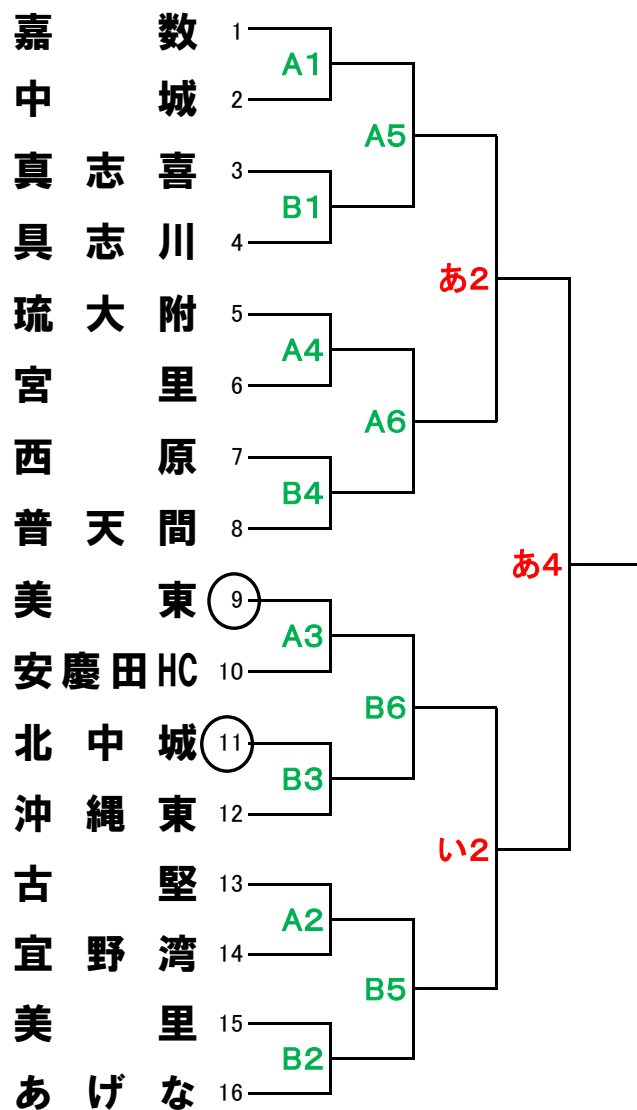 嘉数 1
A1
中城 2
A5
真志喜 3
B1
具志川 4
あ2
琉大附 5
A4
宮里 6
A6
西原 7
B4
普天間 8
あ4
美東 9
A3
安慶田HC 10
B6
北中城 11
B3
沖縄東 12
い2
古堅 13
A2
宜野湾 14
B5
美里 15
B2
あげな 16